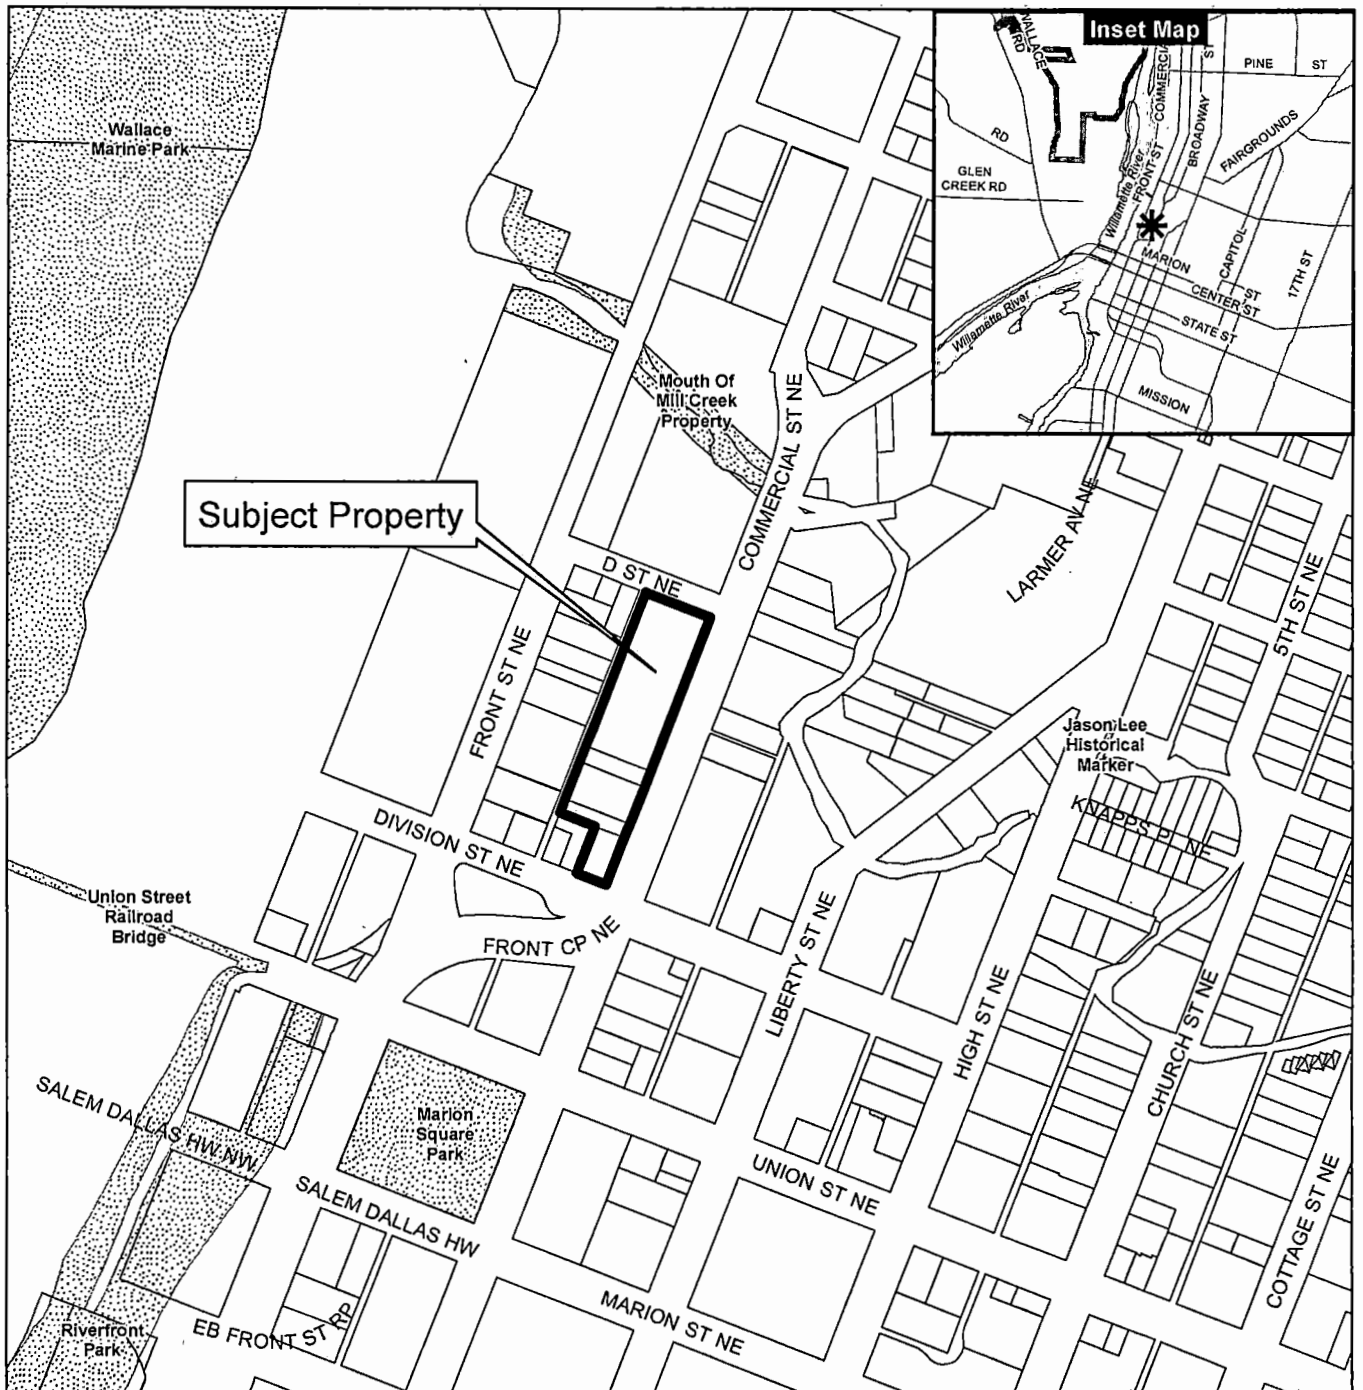 Inset Map
WALLACE
RD
COMMERCIA
ST
PINE
ST
BROADWAY
FAIRGROUNDS
RD
GLEN
CREEK RD
Willamette River
FRONT ST
MARION
CAPITOL
ST
CENTER ST
17TH ST
STATE ST
Willamette River
MISSION
Wallace
Marine Park
Mouth Of
Mill Creek
Property
COMMERCIAL ST NE
Subject Property
D ST NE
LARMER AV NE
5TH ST NE
FRONT ST NE
Jason Lee
Historical
Marker
KNAPPS PL NE
DIVISION ST NE
Union Street
Railroad
Bridge
FRONT CP NE
LIBERTY ST NE
HIGH ST NE
CHURCH ST NE
SALEM DALLAS HW NW
Marion
Square
Park
UNION ST NE
SALEM DALLAS HW
COTTAGE ST NE
MARION ST NE
EB FRONT ST RP
Riverfront
Park